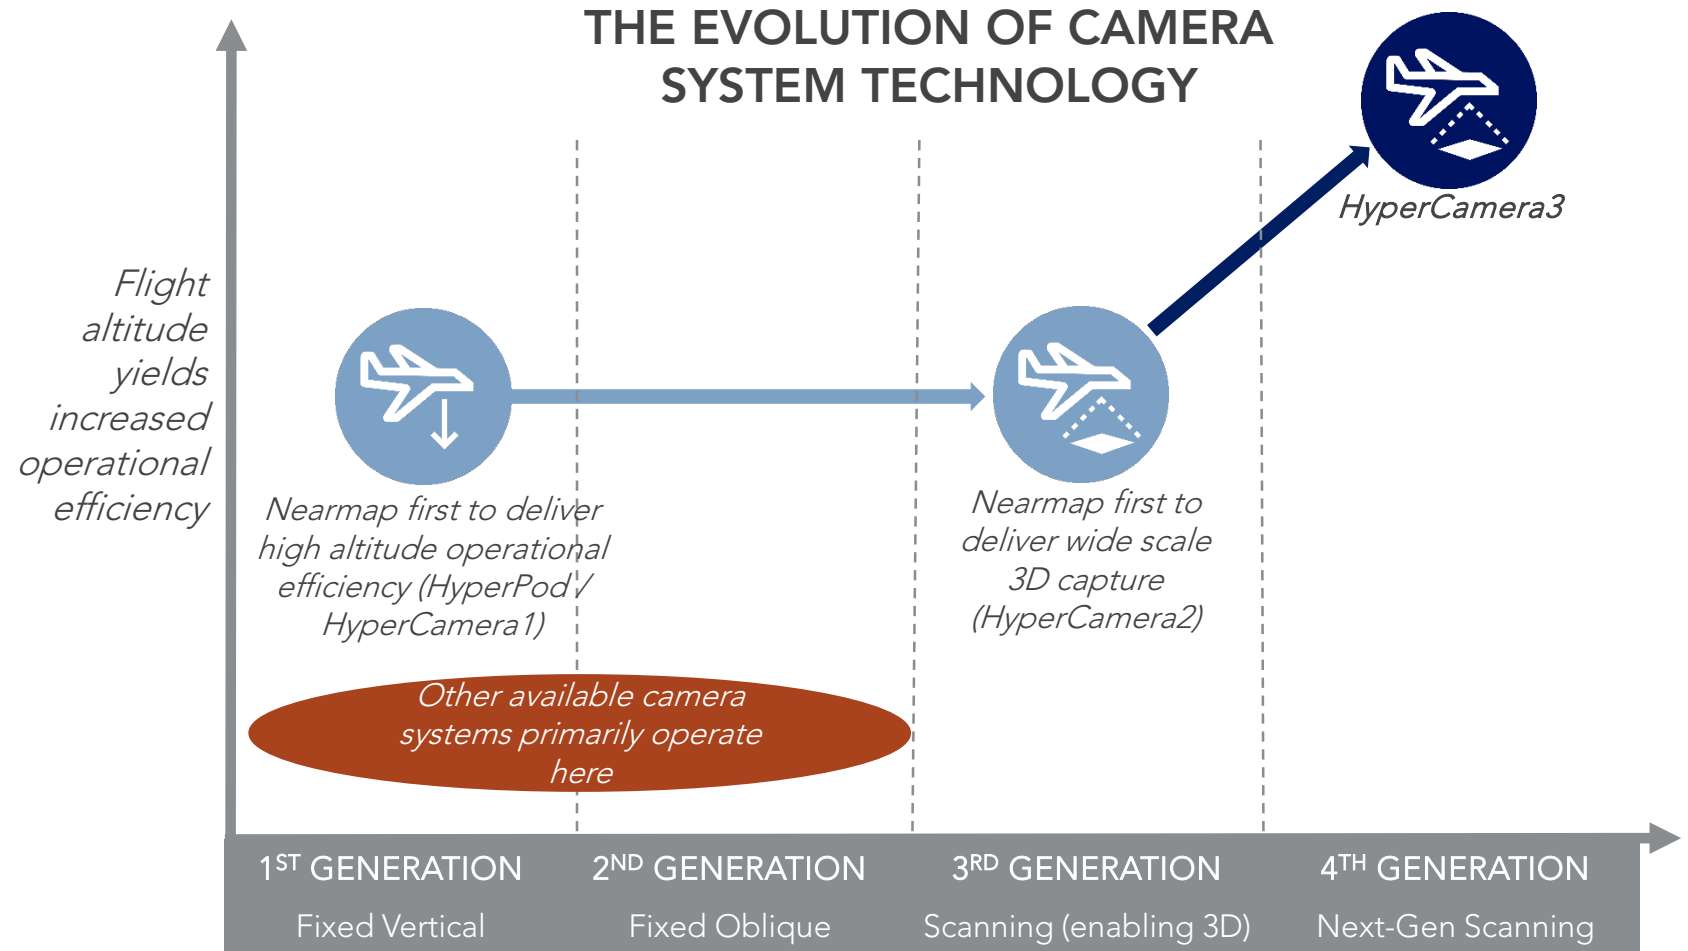 THE EVOLUTION OF CAMERA
SYSTEM TECHNOLOGY
HyperCamera3
Flight
altitude
yields
increased
operational
efficiency
Nearmap first to deliver
high altitude operational
efficiency (HyperPod /
HyperCamera1)
Nearmap first to
deliver wide scale
3D capture
(HyperCamera2)
Other available camera
systems primarily operate
here
1ST GENERATION
Fixed Vertical
2ND GENERATION
Fixed Oblique
3RD GENERATION
Scanning (enabling 3D)
4TH GENERATION
Next-Gen Scanning